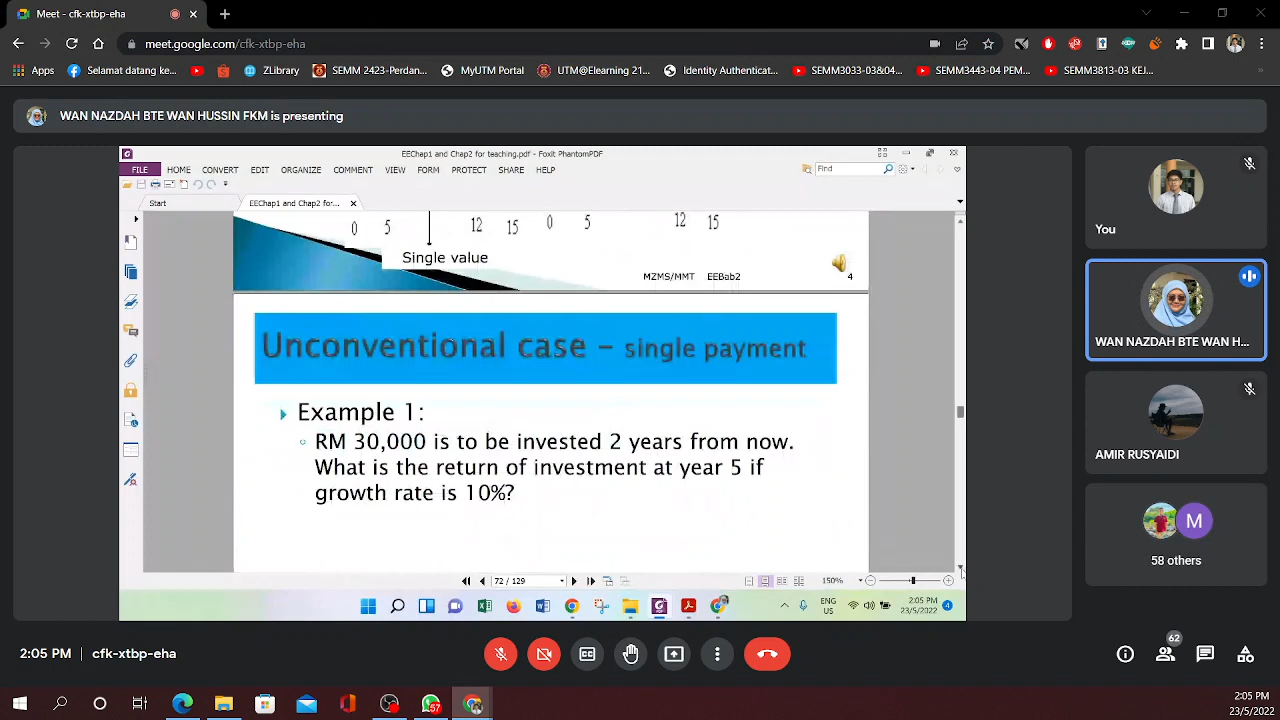 Meet - cfk-xtbp-eha
meet.google.com/cfk-xtbp-eha
Apps
Selamat datang ke...
ZLibrary
SEMM 2423-Perdan...
MyUTM Portal
UTM@Elearning 21...
Identity Authenticat...
SEMM3033-03&04...
SEMM3443-04 PEM...
SEMM3813-03 KEJ...
»
WAN NAZDAH BTE WAN HUSSIN FKM is presenting
EEChap1 and Chap2 for teaching.pdf - Foxit PhantomPDF
FILE HOME CONVERT EDIT ORGANIZE COMMENT VIEW FORM PROTECT SHARE HELP
Find
Start
EEChap1 and Chap2 for...
0 5 12 15 0 5 12 15
Single value
MZMS/MMT EEBab2
4
Unconventional case – single payment
Example 1:
RM 30,000 is to be invested 2 years from now.
What is the return of investment at year 5 if
growth rate is 10%?
72 / 129
150%
ENG
US
2:05 PM
23/5/2022
4
You
WAN NAZDAH BTE WAN H...
AMIR RUSYAIDI
M
58 others
2:05 PM | cfk-xtbp-eha
62
57
2:05 PM
23/5/2022